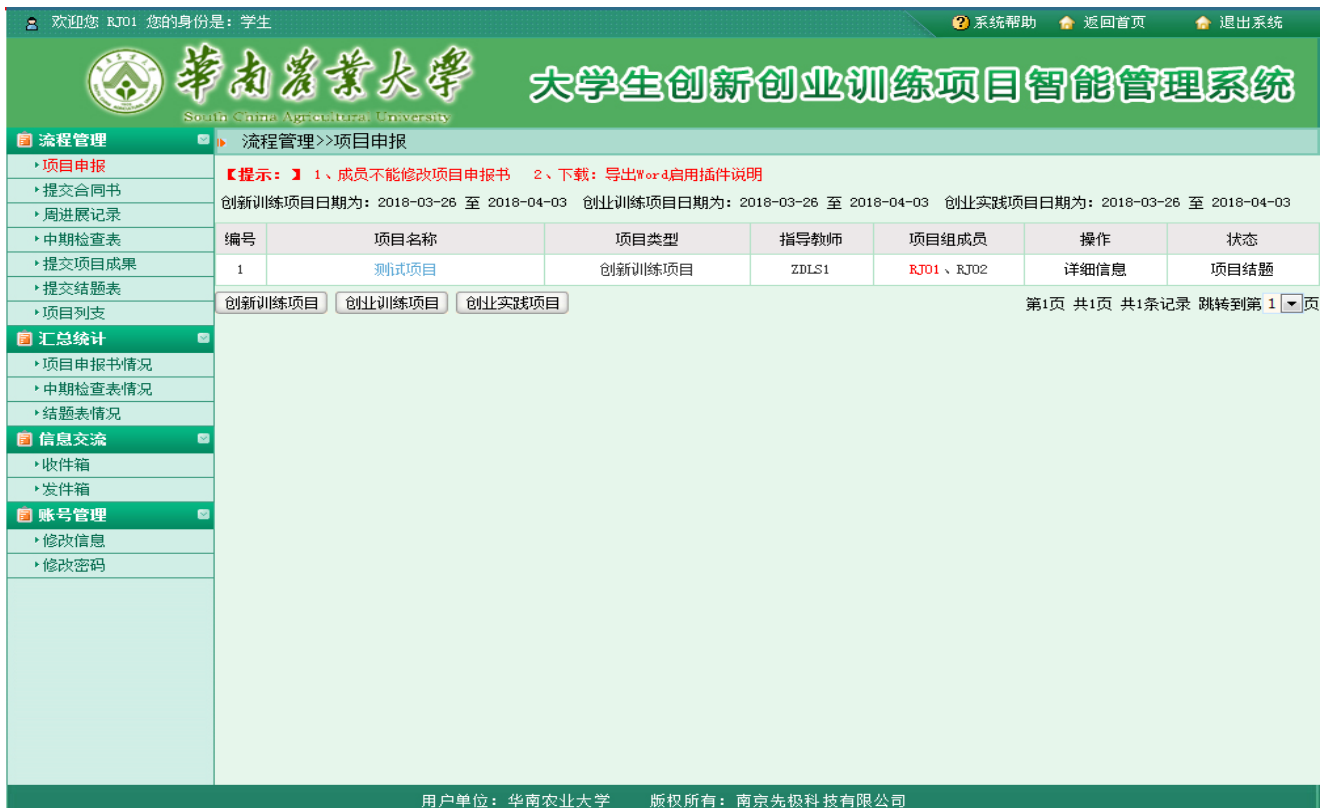 欢迎您 RJ01 您的身份是：学生 系统帮助 返回首页 退出系统
華南農業大學 大学生创新创业训练项目智能管理系统
South China Agricultural University
流程管理 流程管理>>项目申报
项目申报
【提示：】1、成员不能修改项目申报书 2、下载：导出Word启用插件说明
提交合同书
创新训练项目日期为：2018-03-26 至 2018-04-03 创业训练项目日期为：2018-03-26 至 2018-04-03 创业实践项目日期为：2018-03-26 至 2018-04-03
周进展记录
中期检查表 编号 项目名称 项目类型 指导教师 项目组成员 操作 状态
提交项目成果 1 测试项目 创新训练项目 ZDLS1 RJ01、RJ02 详细信息 项目结题
提交结题表
创新训练项目 创业训练项目 创业实践项目 第1页 共1页 共1条记录 跳转到第 1 页
项目列支
汇总统计
项目申报书情况
中期检查表情况
结题表情况
信息交流
收件箱
发件箱
账号管理
修改信息
修改密码
用户单位：华南农业大学 版权所有：南京先极科技有限公司